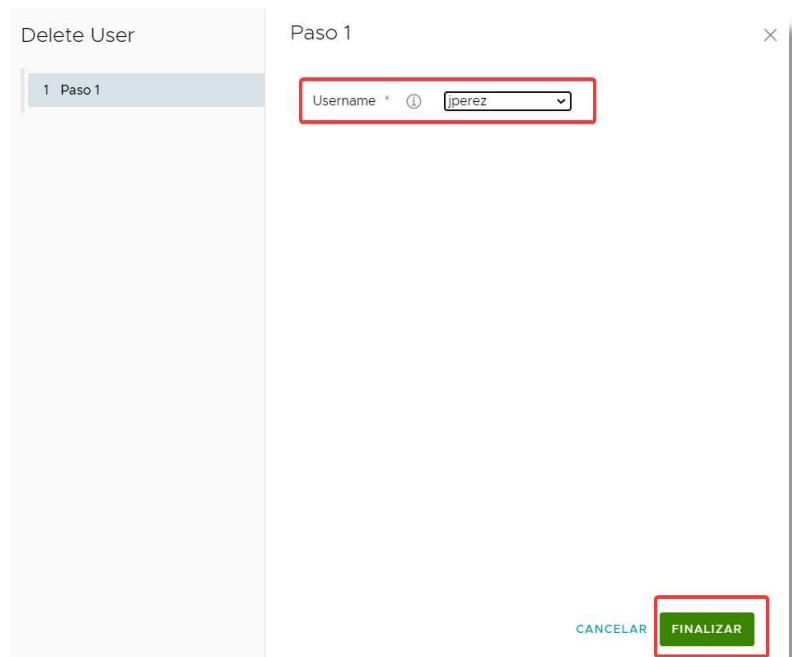 Delete User
1 Paso 1
Paso 1
Username * jperez
CANCELAR FINALIZAR